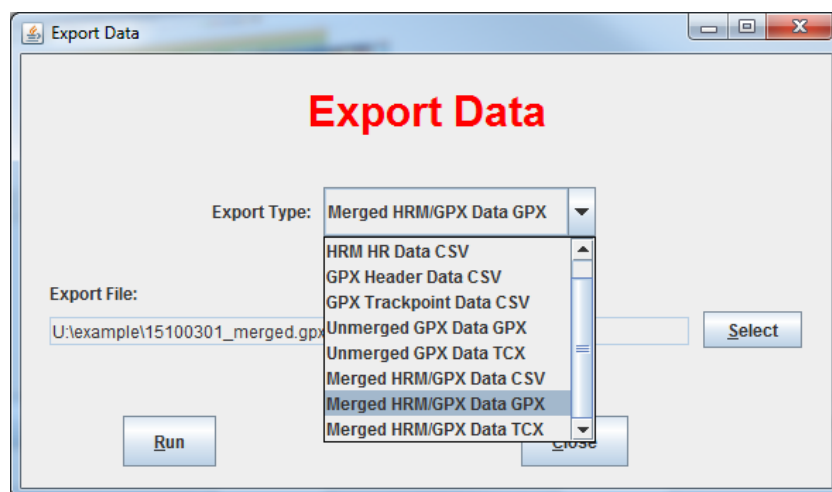 Export Data
Export Data
Export Type: Merged HRM/GPX Data GPX
HRM HR Data CSV
GPX Header Data CSV
GPX Trackpoint Data CSV
Unmerged GPX Data GPX
Unmerged GPX Data TCX
Merged HRM/GPX Data CSV
Merged HRM/GPX Data GPX
Merged HRM/GPX Data TCX
Export File:
U:\example\15100301_merged.gpx
Select
Run
Close